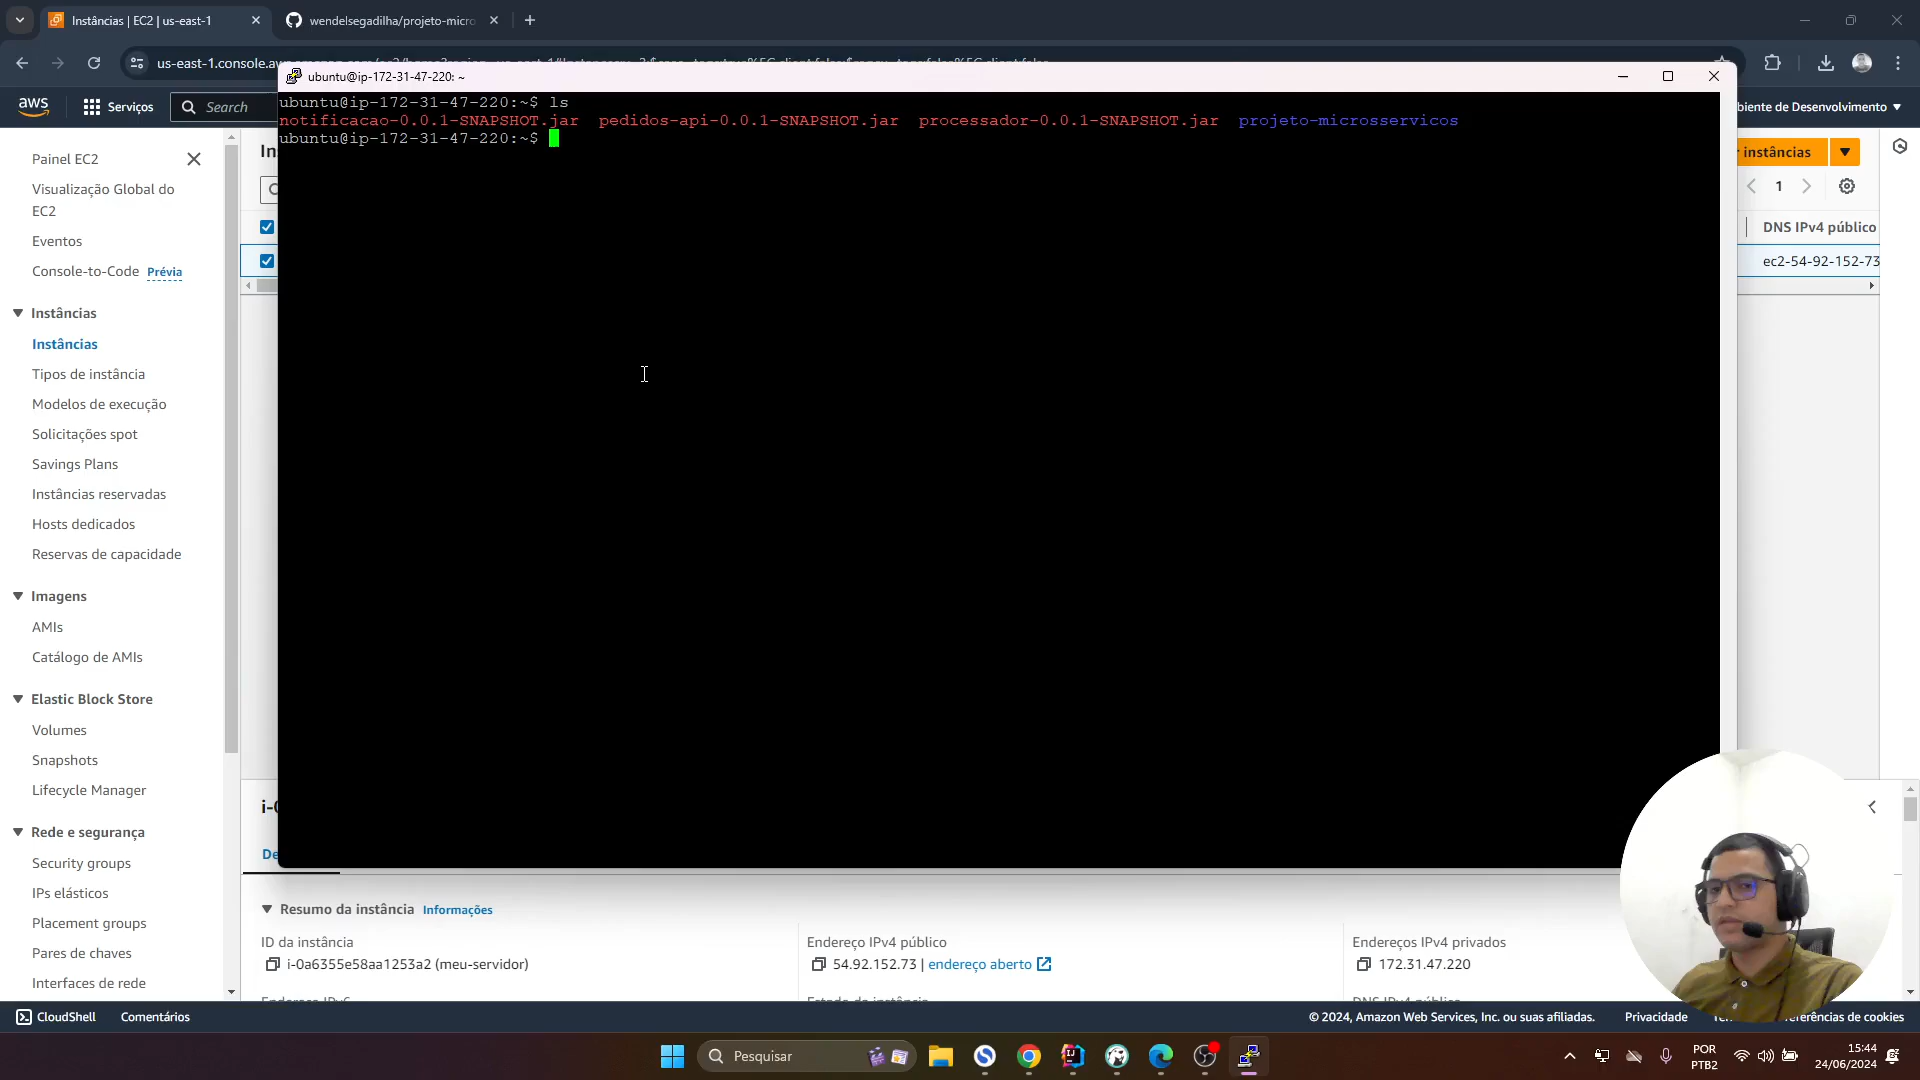 Instâncias | EC2 | us-east-1
wendelsegadilha/projeto-micro
us-east-1.console.aw
ubuntu@ip-172-31-47-220: ~
aws
Serviços
Search
biente de Desenvolvimento
ubuntu@ip-172-31-47-220:~$ ls
notificacao-0.0.1-SNAPSHOT.jar pedidos-api-0.0.1-SNAPSHOT.jar processador-0.0.1-SNAPSHOT.jar projeto-microsservicos
ubuntu@ip-172-31-47-220:~$
Painel EC2
Visualização Global do
EC2
Eventos
Console-to-Code Prévia
Instâncias
Instâncias
Tipos de instância
Modelos de execução
Solicitações spot
Savings Plans
Instâncias reservadas
Hosts dedicados
Reservas de capacidade
Imagens
AMIs
Catálogo de AMIs
Elastic Block Store
Volumes
Snapshots
Lifecycle Manager
Rede e segurança
Security groups
IPs elásticos
Placement groups
Pares de chaves
Interfaces de rede
In
instâncias
1
DNS IPv4 público
ec2-54-92-152-73
i-0
De
Resumo da instância Informações
ID da instância
i-0a6355e58aa1253a2 (meu-servidor)
Endereço IPv4 público
54.92.152.73 | endereço aberto
Endereços IPv4 privados
172.31.47.220
CloudShell
Comentários
© 2024, Amazon Web Services, Inc. ou suas afiliadas.
Privacidade
erências de cookies
Pesquisar
POR
PTB2
15:44
24/06/2024